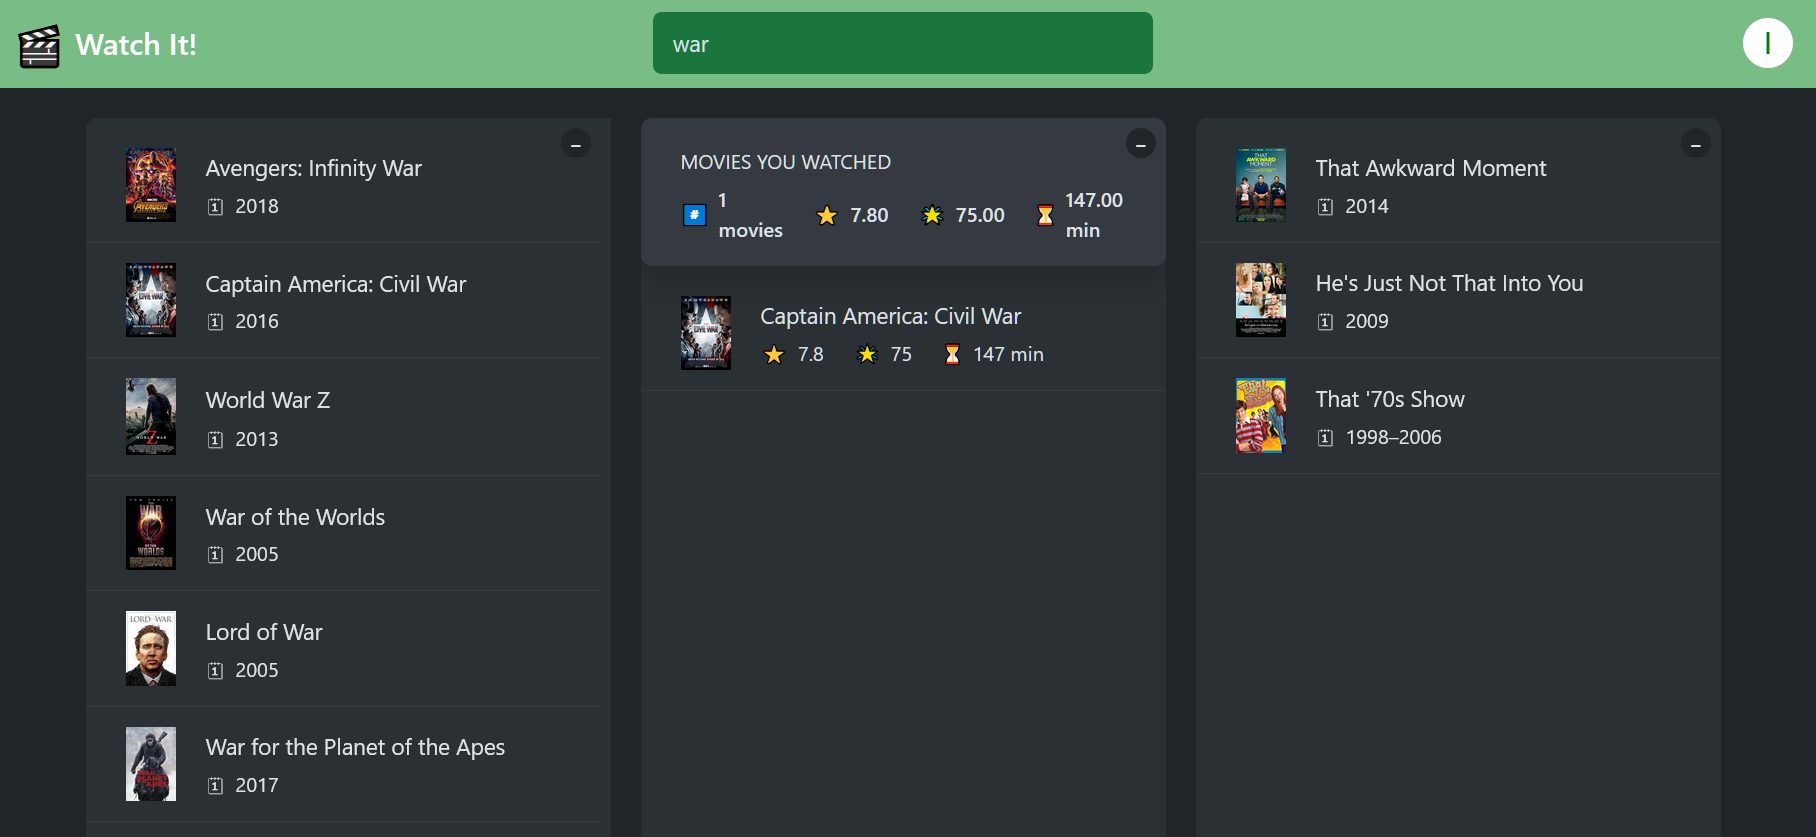 Watch It!
war
I
Avengers: Infinity War
2018
Captain America: Civil War
2016
World War Z
2013
War of the Worlds
2005
Lord of War
2005
War for the Planet of the Apes
2017
MOVIES YOU WATCHED
# 1 movies 7.80 75.00 147.00 min
Captain America: Civil War
7.8 75 147 min
That Awkward Moment
2014
He's Just Not That Into You
2009
That '70s Show
1998–2006